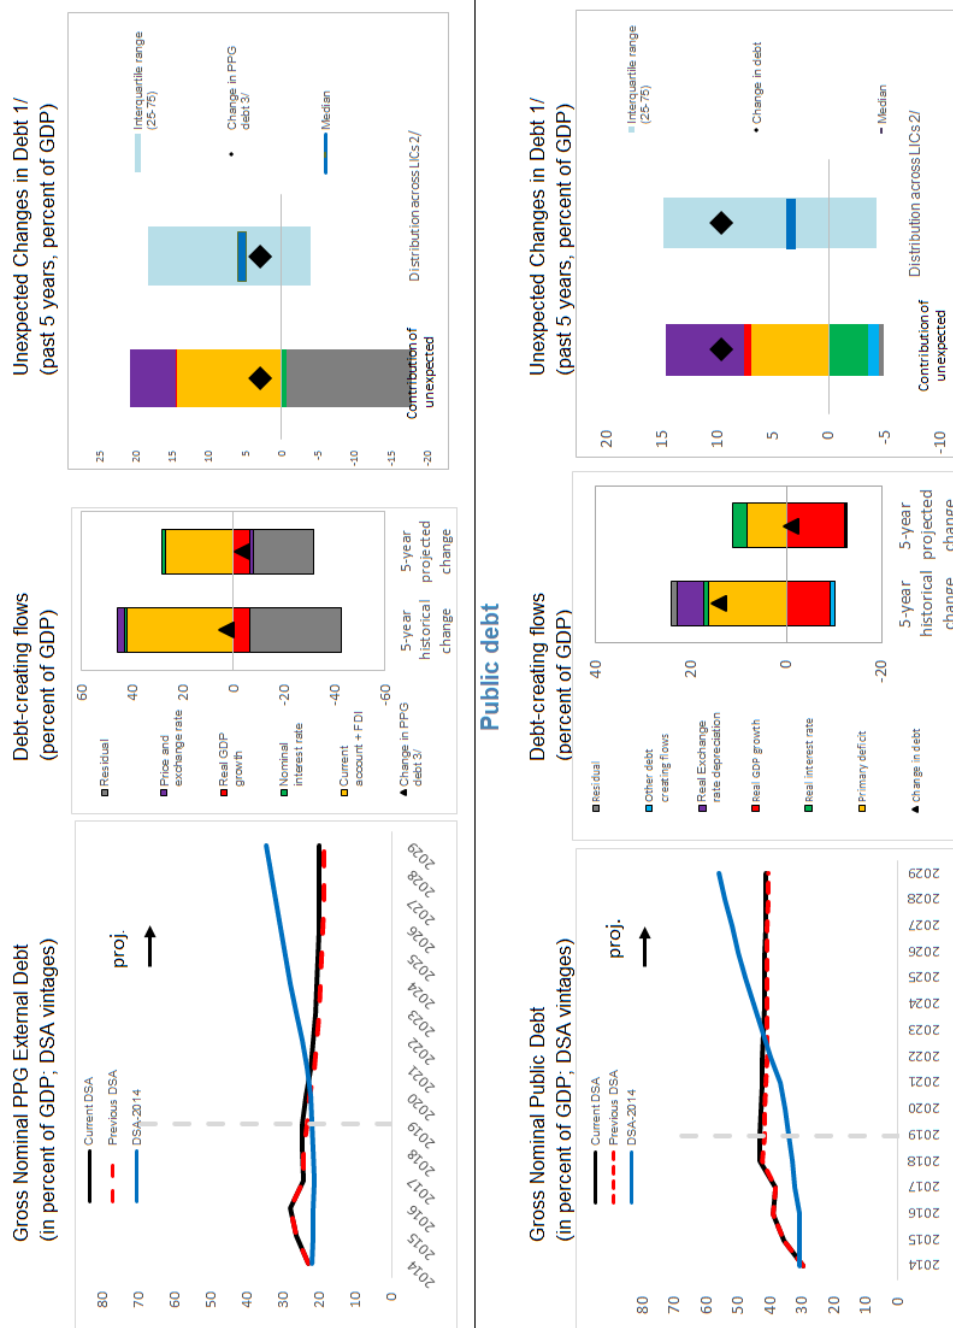 Gross Nominal PPG External Debt
(in percent of GDP; DSA vintages)
Current DSA
Previous DSA
DSA-2014
proj.
80
70
60
50
40
30
20
10
0
2014
2015
2016
2017
2018
2019
2020
2021
2022
2023
2024
2025
2026
2027
2028
2029
Debt-creating flows
(percent of GDP)
60
40
20
0
-20
-40
-60
Residual
Price and
exchange rate
Real GDP
growth
Nominal
interest rate
Current
account + FDI
Change in PPG
debt 3/
5-year
historical
change
5-year
projected
change
Unexpected Changes in Debt 1/
(past 5 years, percent of GDP)
25
20
15
10
5
0
-5
-10
-15
-20
Interquartile range
(25-75)
Change in PPG
debt 3/
Median
Contribution of
unexpected
Distribution across LICs 2/
Public debt
Gross Nominal Public Debt
(in percent of GDP; DSA vintages)
Current DSA
Previous DSA
DSA-2014
proj.
80
70
60
50
40
30
20
10
0
2014
2015
2016
2017
2018
2019
2020
2021
2022
2023
2024
2025
2026
2027
2028
2029
Debt-creating flows
(percent of GDP)
40
20
0
-20
Residual
Other debt
creating flows
Real Exchange
rate depreciation
Real GDP growth
Real interest rate
Primary deficit
Change in debt
5-year
historical
change
5-year
projected
change
Unexpected Changes in Debt 1/
(past 5 years, percent of GDP)
20
15
10
5
0
-5
-10
Interquartile range
(25-75)
Change in debt
Median
Contribution of
unexpected
Distribution across LICs 2/